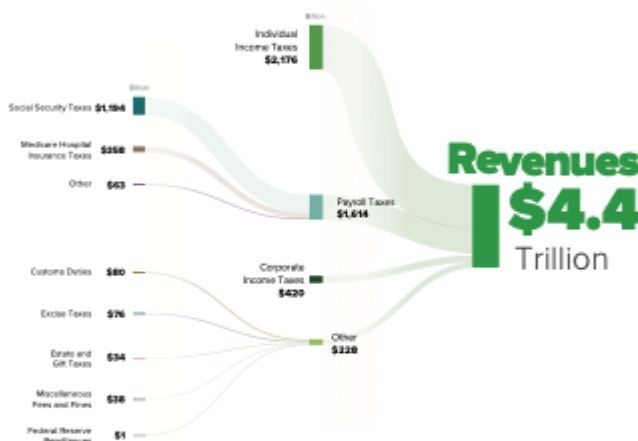 Billion
Individual
Income Taxes
$2,176
Billion
Social Security Taxes $1,194
Medicare Hospital
Insurance Taxes
$258
Other $63
Payroll Taxes
$1,614
Revenues
$4.4
Trillion
Customs Duties $80
Corporate
Income Taxes
$420
Excise Taxes $76
Other
$228
Estate and
Gift Taxes
$34
Miscellaneous
Fees and Fines
$38
Federal Reserve
$1